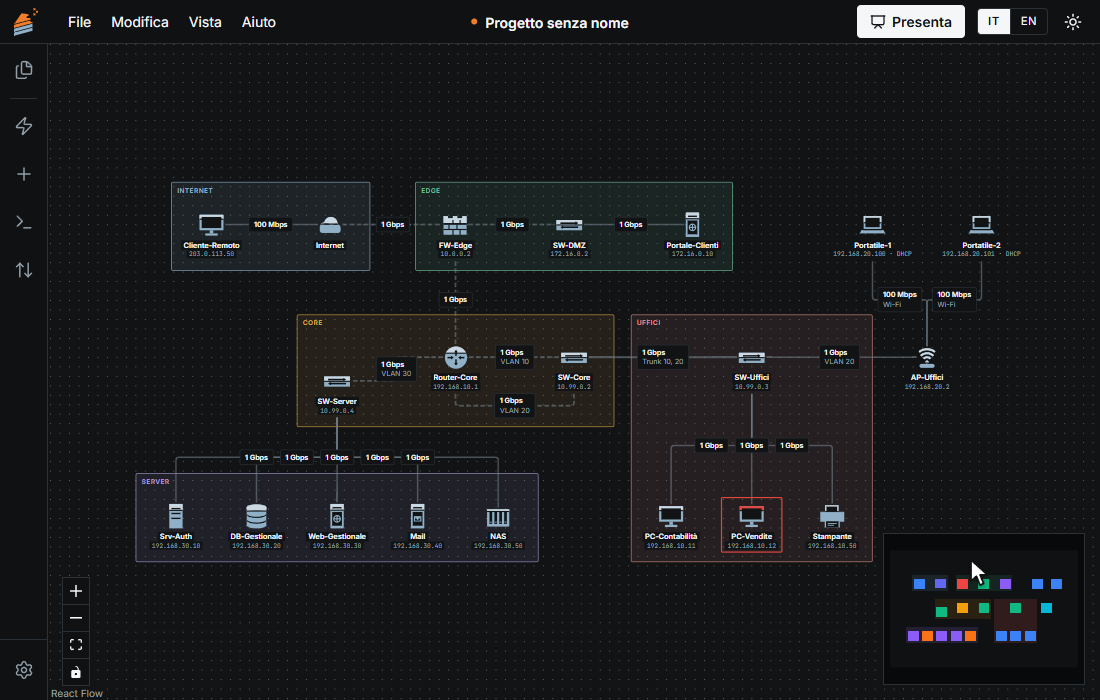 File Modifica Vista Aiuto
Progetto senza nome
Presenta
IT EN
INTERNET
EDGE
100 Mbps
1 Gbps
1 Gbps
1 Gbps
Cliente-Remoto
203.0.113.50
Internet
FW-Edge
10.0.0.2
SW-DMZ
172.16.0.2
Portale-Clienti
172.16.0.10
Portatile-1
192.168.20.100 · DHCP
Portatile-2
192.168.20.101 · DHCP
1 Gbps
100 Mbps
Wi-Fi
100 Mbps
Wi-Fi
CORE
UFFICI
1 Gbps
VLAN 30
1 Gbps
VLAN 10
1 Gbps
Trunk 10, 20
1 Gbps
VLAN 20
Router-Core
192.168.10.1
SW-Core
10.99.0.2
SW-Uffici
10.99.0.3
AP-Uffici
192.168.20.2
SW-Server
10.99.0.4
1 Gbps
VLAN 20
1 Gbps
1 Gbps
1 Gbps
1 Gbps
1 Gbps
1 Gbps
1 Gbps
1 Gbps
SERVER
Srv-Auth
192.168.30.10
DB-Gestionale
192.168.30.20
Web-Gestionale
192.168.30.30
Mail
192.168.30.40
NAS
192.168.30.50
PC-Contabilità
192.168.10.11
PC-Vendite
192.168.10.12
Stampante
192.168.10.50
React Flow